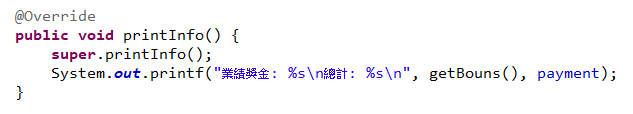 @Override
public void printInfo() {
super.printInfo();
System.out.printf("業績獎金: %s\n總計: %s\n", getBouns(), payment);
}